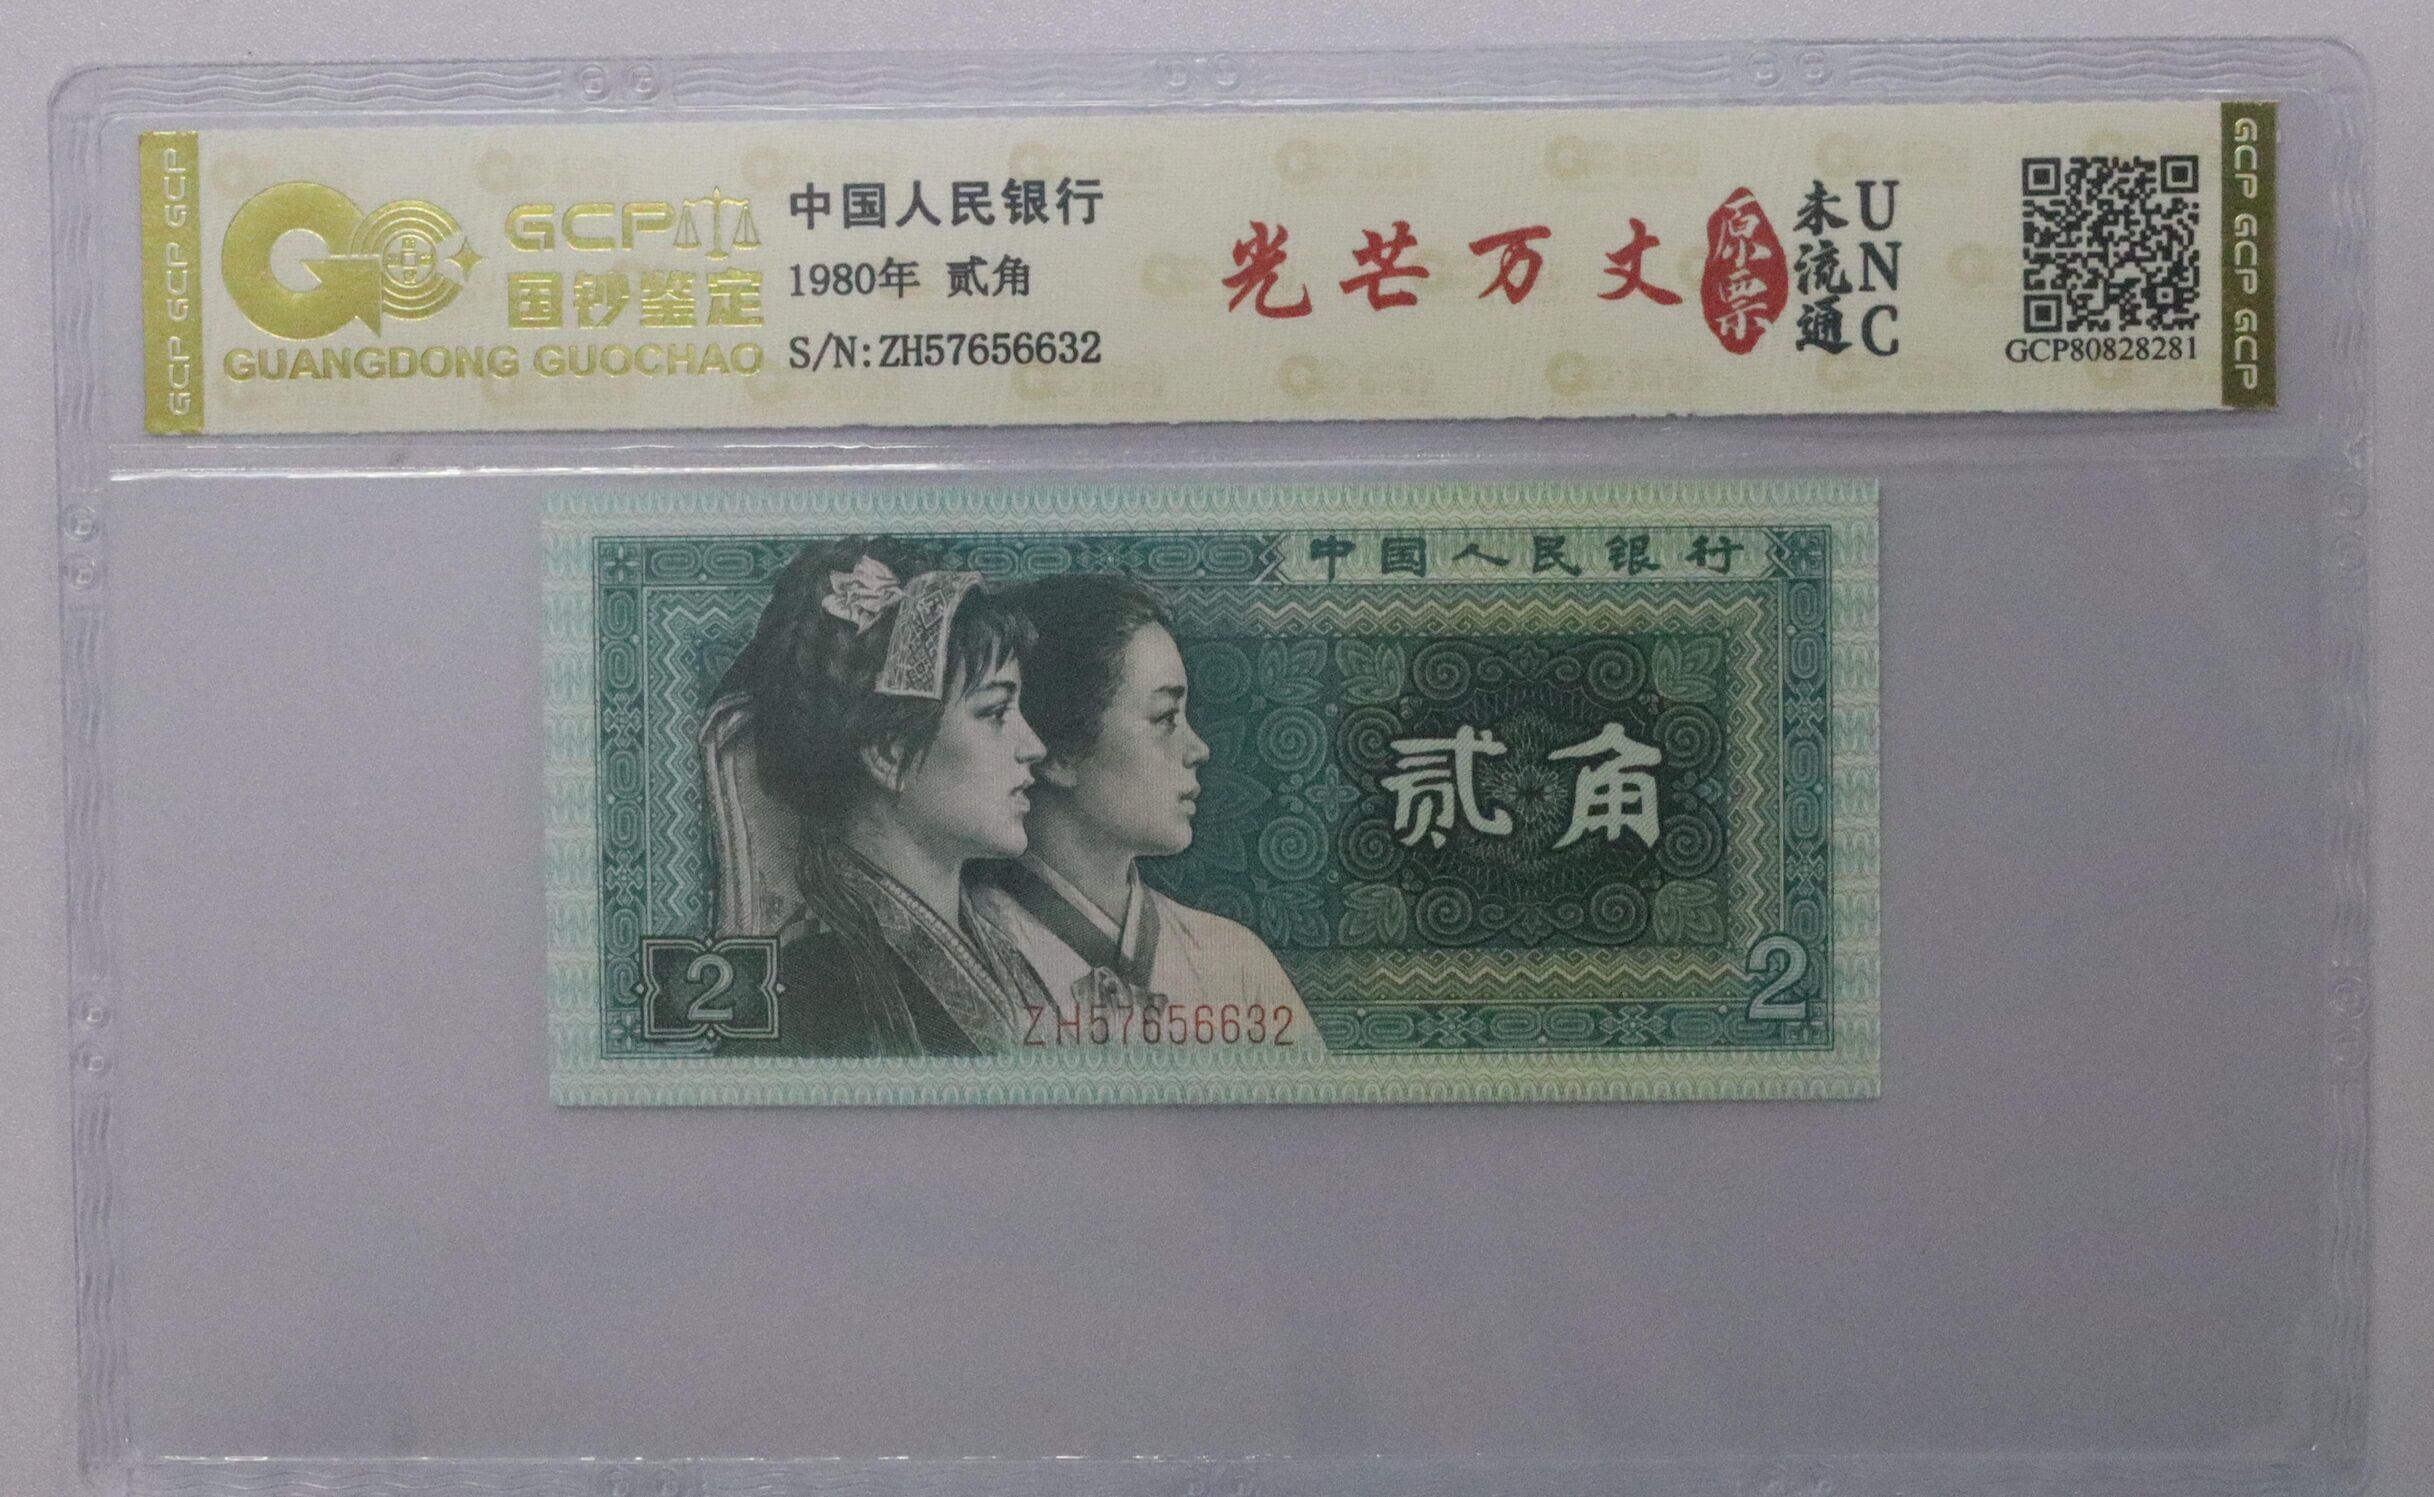 GCP GCP GCP
GCP
国钞鉴定
GUANGDONG GUOCHAO
中国人民银行
1980年 贰角
S/N:ZH57656632
光芒万丈
原票
未流通
UNC
GCP80828281
GCP GCP GCP
中国人民银行
贰角
2
2
ZH57656632